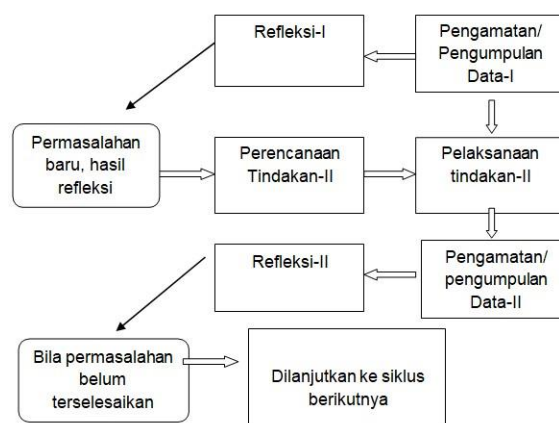 Refleksi-I
Pengamatan/
Pengumpulan
Data-I
Permasalahan
baru, hasil
refleksi
Perencanaan
Tindakan-II
Pelaksanaan
tindakan-II
Refleksi-II
Pengamatan/
pengumpulan
Data-II
Bila permasalahan
belum
terselesaikan
Dilanjutkan ke siklus
berikutnya